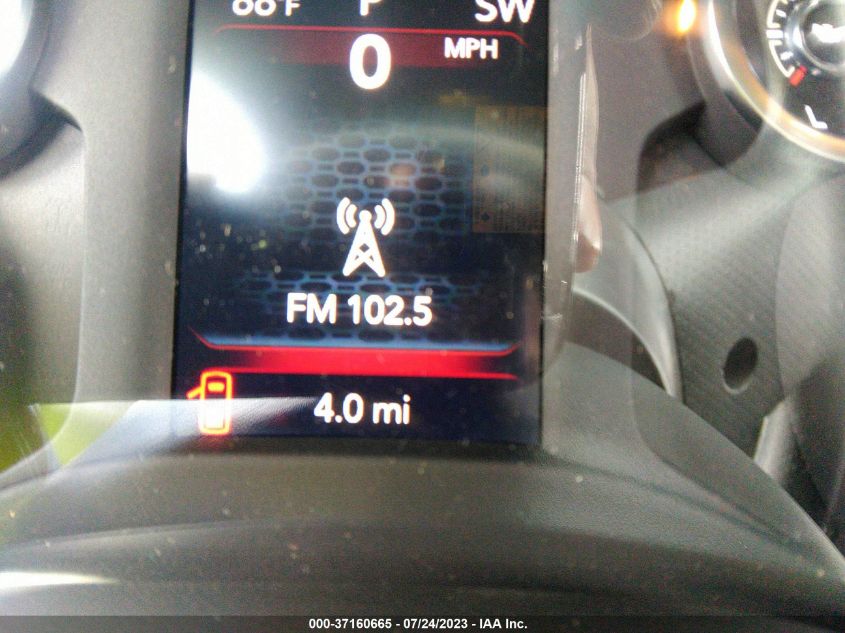 P
SW
0 MPH
FM 102.5
4.0 mi
L
000-37160665 - 07/24/2023 - IAA Inc.